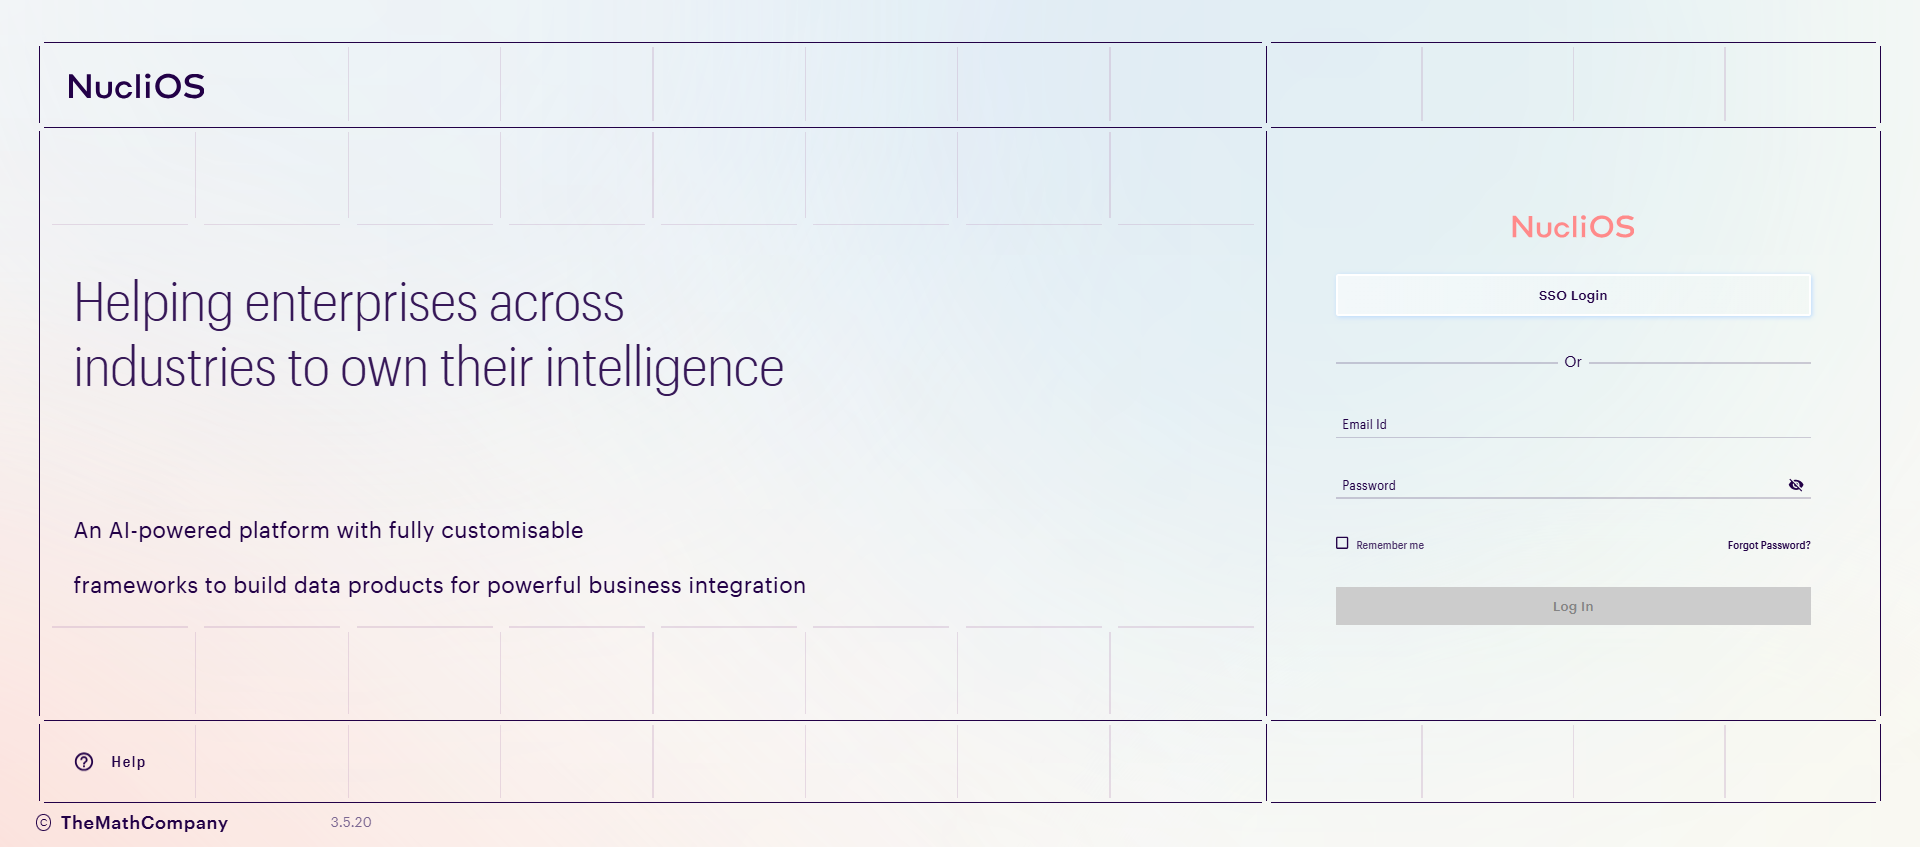 NucliOS
Helping enterprises across
industries to own their intelligence
An AI-powered platform with fully customisable
frameworks to build data products for powerful business integration
NucliOS
SSO Login
Or
Email Id
Password
Remember me
Forgot Password?
Log In
Help
© TheMathCompany
3.5.20